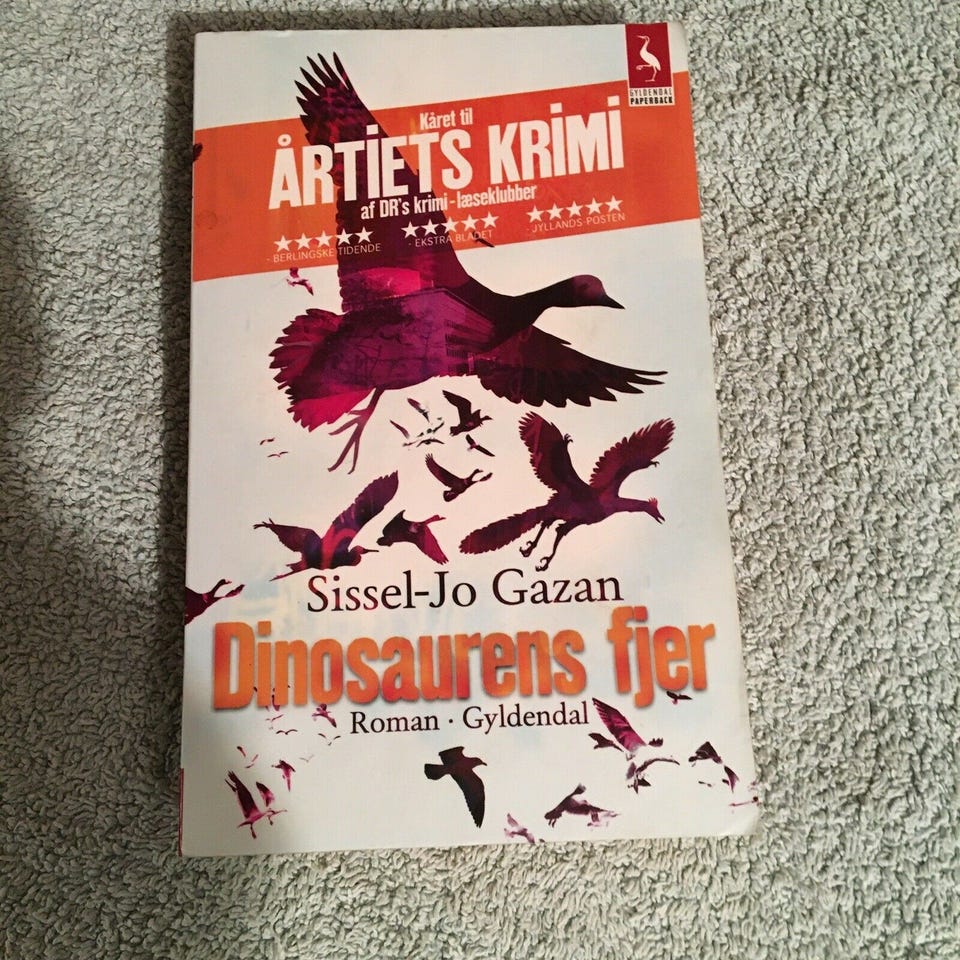 GYLDENDAL
PAPERBACK
Kåret til
ÅRTIETS KRIMI
af DR's krimi-læseklubber
★★★★★
- BERLINGSKE TIDENDE
★★★★★
- EKSTRA BLADET
★★★★★
- JYLLANDS-POSTEN
Sissel-Jo Gazan
Dinosaurens fjer
Roman · Gyldendal